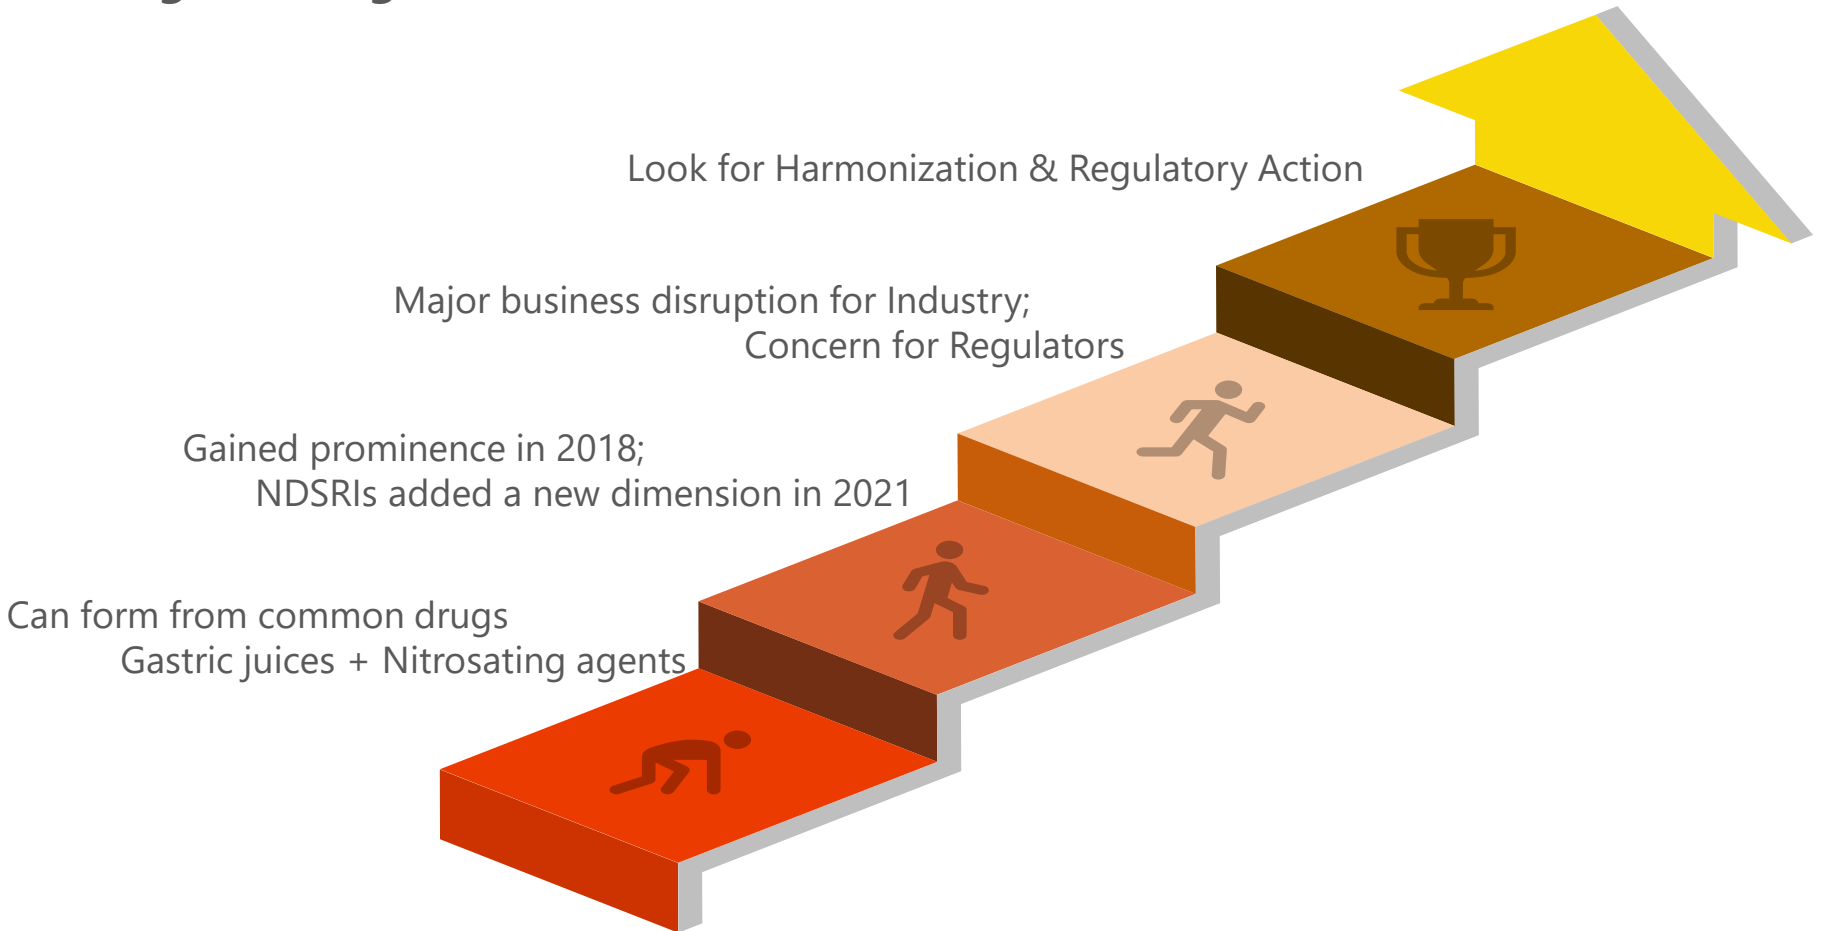 Look for Harmonization & Regulatory Action
Major business disruption for Industry;
Concern for Regulators
Gained prominence in 2018;
NDSRIs added a new dimension in 2021
Can form from common drugs
Gastric juices + Nitrosating agents